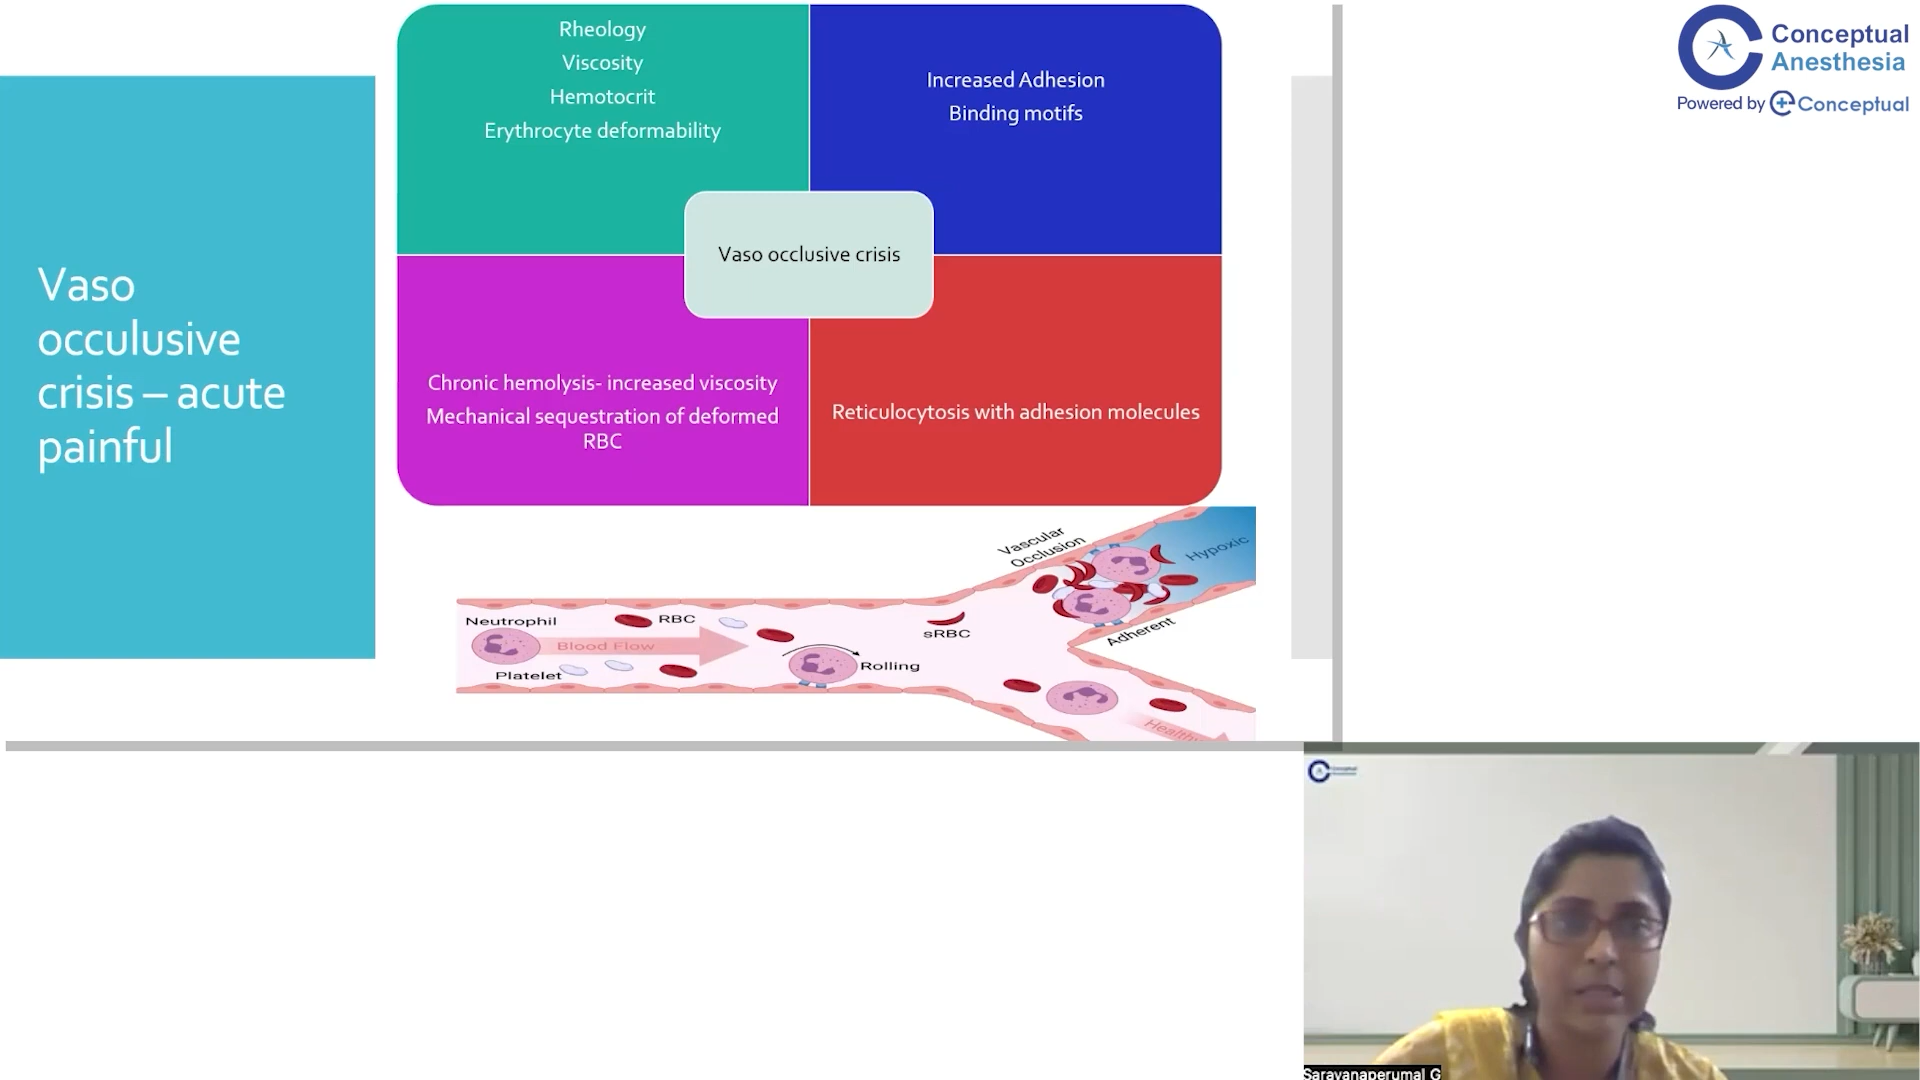 Vaso
occulusive
crisis – acute
painful
Rheology
Viscosity
Hemotocrit
Erythrocyte deformability
Increased Adhesion
Binding motifs
Vaso occlusive crisis
Chronic hemolysis- increased viscosity
Mechanical sequestration of deformed
RBC
Reticulocytosis with adhesion molecules
Vascular
Occlusion
Hypoxic
Neutrophil
RBC
Blood Flow
Platelet
Rolling
sRBC
Adherent
Healthy
Conceptual
Anesthesia
Powered by Conceptual
Conceptual
Anesthesia
Saravanaperumal G